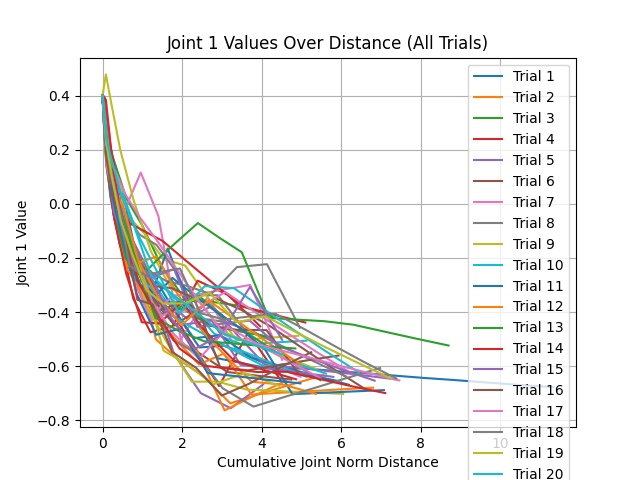 Joint 1 Values Over Distance (All Trials)
Joint 1 Value
0.4
0.2
0.0
−0.2
−0.4
−0.6
−0.8
0
2
4
6
8
10
Cumulative Joint Norm Distance
Trial 1
Trial 2
Trial 3
Trial 4
Trial 5
Trial 6
Trial 7
Trial 8
Trial 9
Trial 10
Trial 11
Trial 12
Trial 13
Trial 14
Trial 15
Trial 16
Trial 17
Trial 18
Trial 19
Trial 20